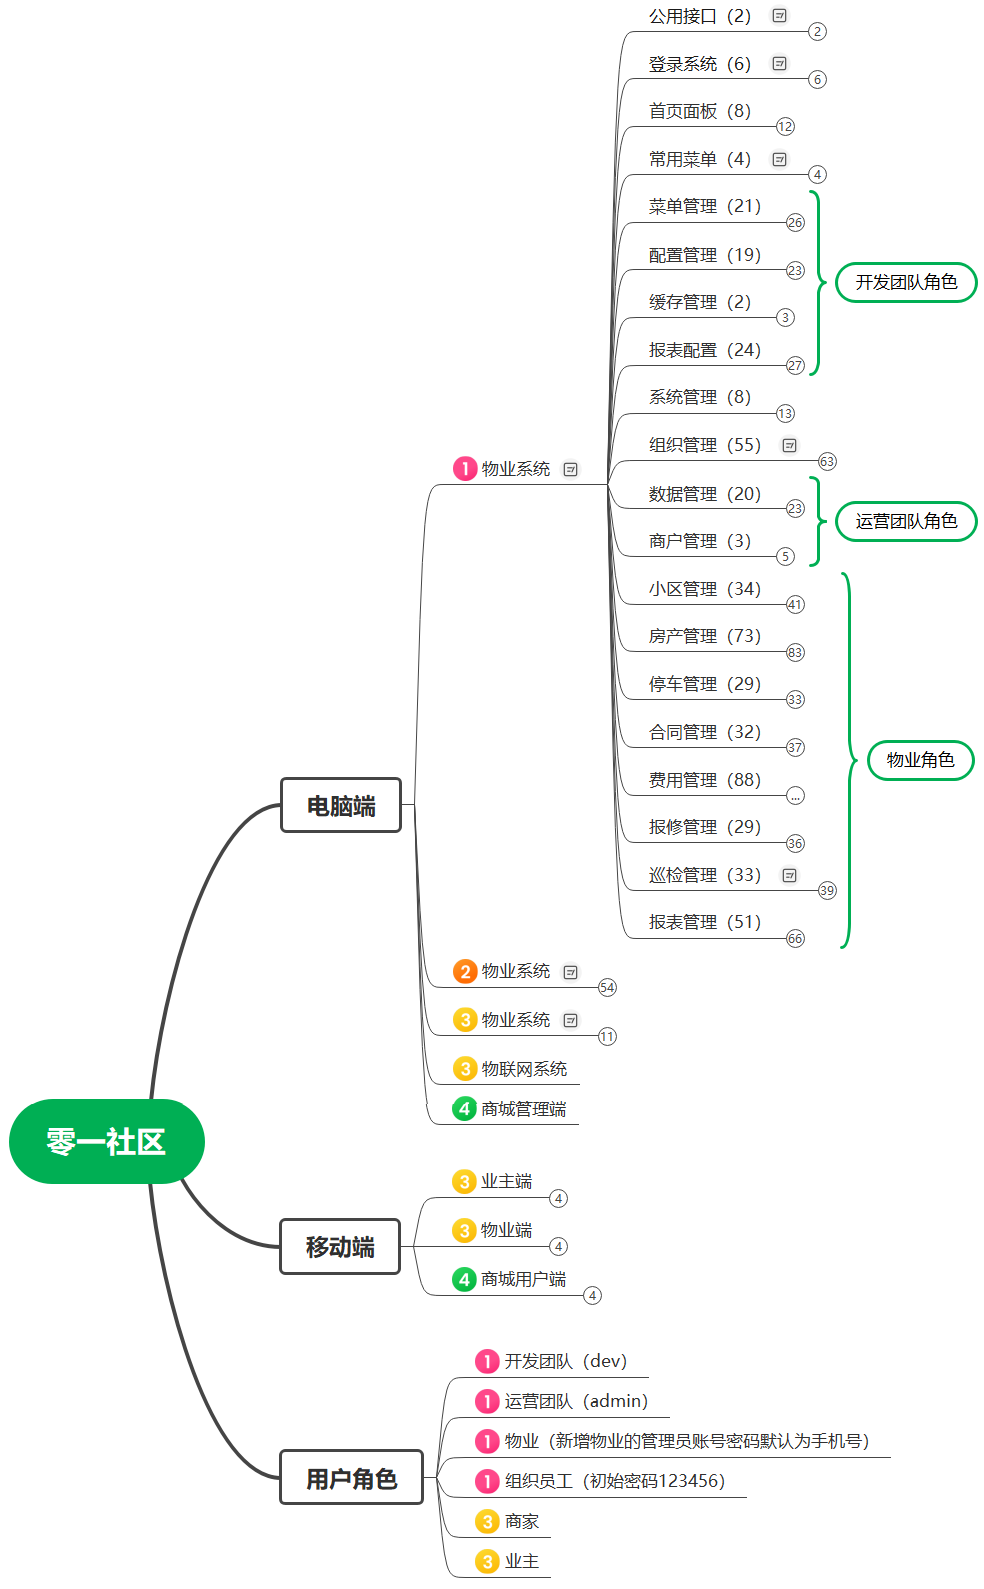 零一社区
电脑端
1 物业系统
公用接口（2） 2
登录系统（6） 6
首页面板（8） 12
常用菜单（4） 4
菜单管理（21） 26
配置管理（19） 23
缓存管理（2） 3
报表配置（24） 27
开发团队角色
系统管理（8） 13
组织管理（55） 63
数据管理（20） 23
商户管理（3） 5
运营团队角色
小区管理（34） 41
房产管理（73） 83
停车管理（29） 33
合同管理（32） 37
费用管理（88） ...
报修管理（29） 36
巡检管理（33） 39
报表管理（51） 66
物业角色
2 物业系统 54
3 物业系统 11
3 物联网系统
4 商城管理端
移动端
3 业主端 4
3 物业端 4
4 商城用户端 4
用户角色
1 开发团队（dev）
1 运营团队（admin）
1 物业（新增物业的管理员账号密码默认为手机号）
1 组织员工（初始密码123456）
3 商家
3 业主